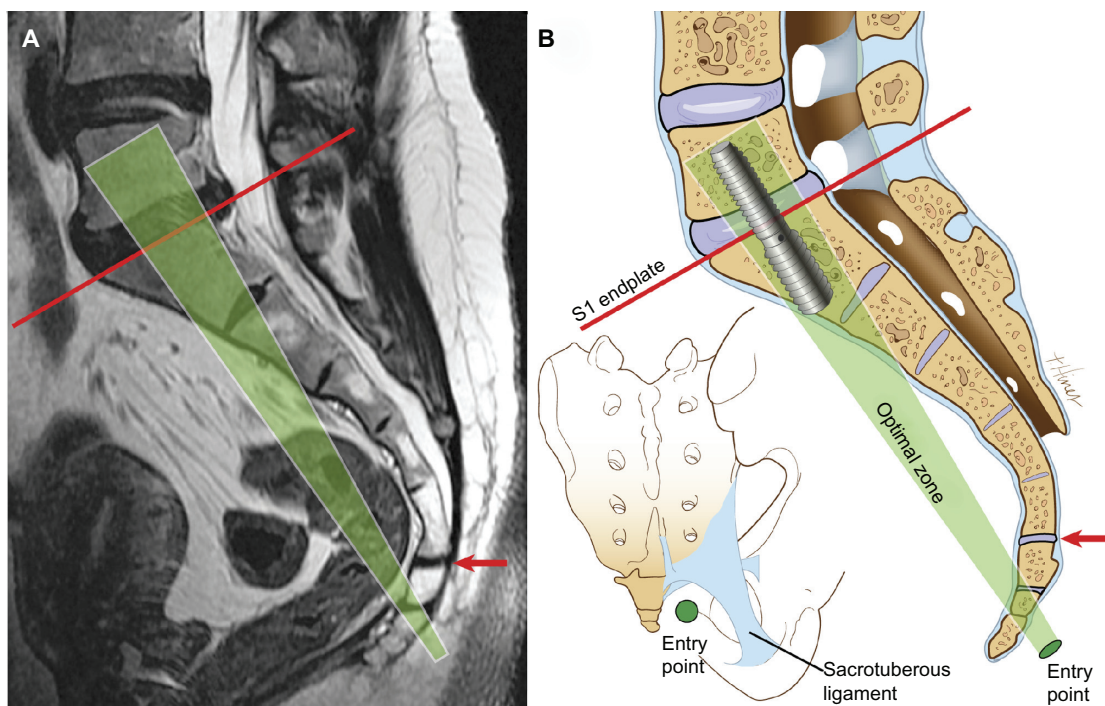 A
B
S1 endplate
Optimal zone
Entry
point
Sacrotuberous
ligament
Entry
point